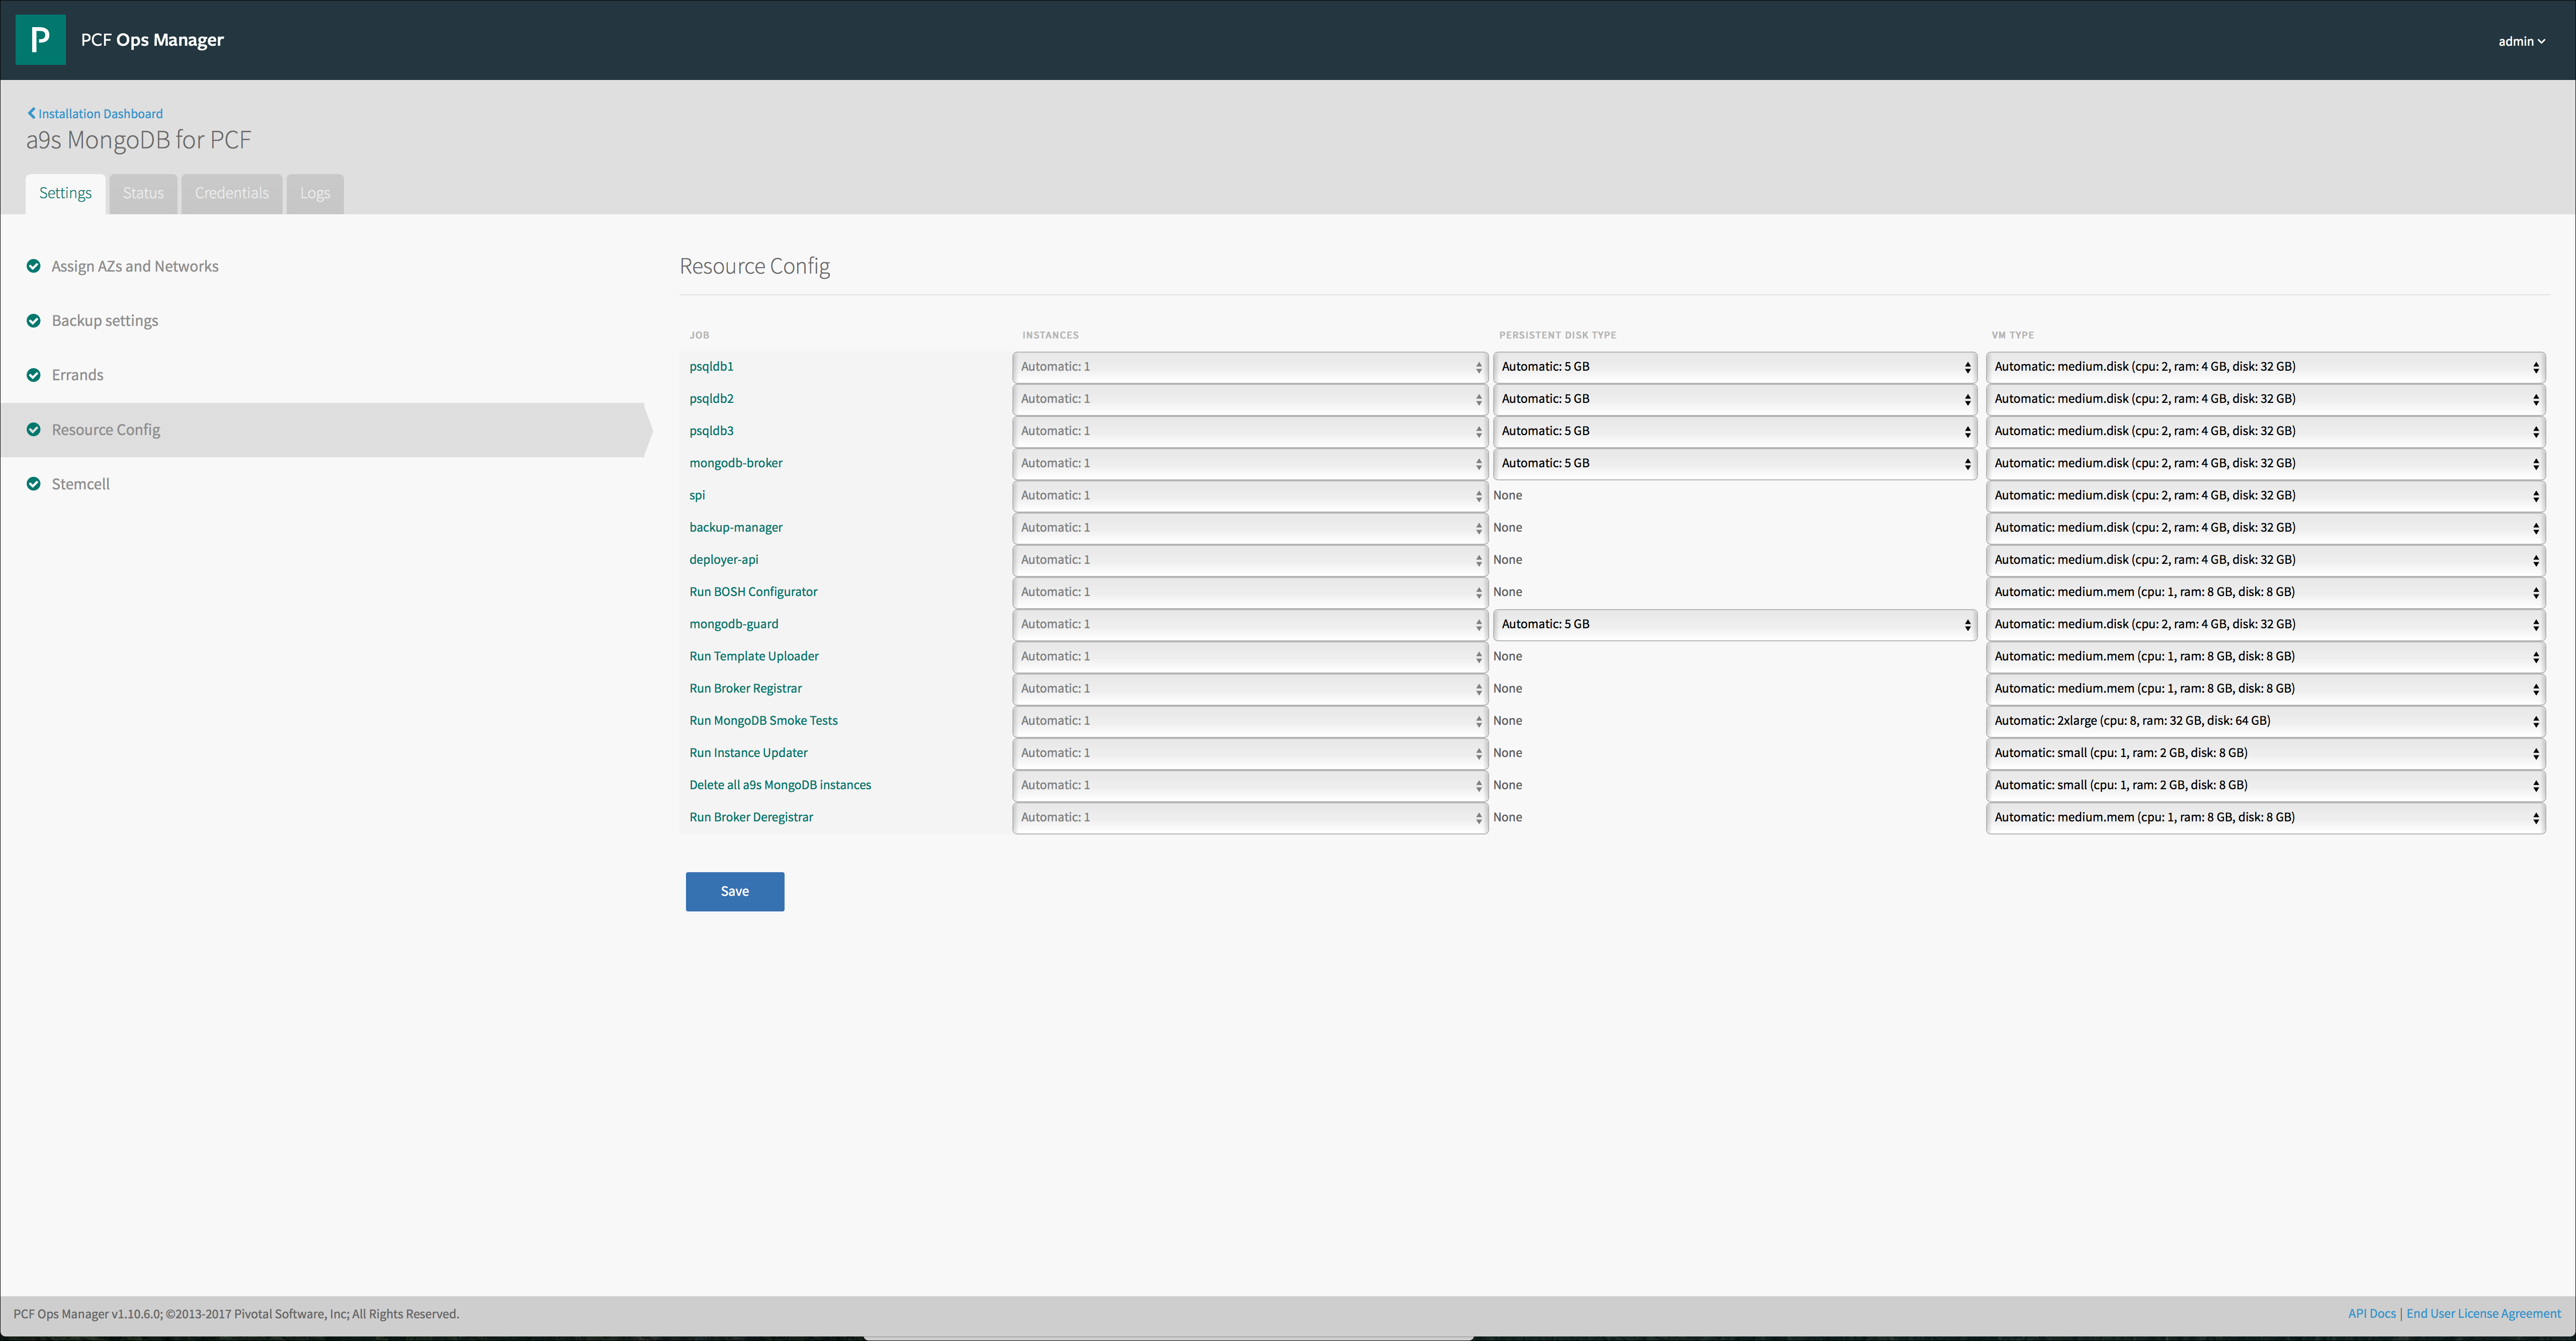 P PCF Ops Manager admin
Installation Dashboard
a9s MongoDB for PCF
Settings Status Credentials Logs
Assign AZs and Networks
Backup settings
Errands
Resource Config
Stemcell
Resource Config
JOB INSTANCES PERSISTENT DISK TYPE VM TYPE
psqldb1 Automatic: 1 Automatic: 5 GB Automatic: medium.disk (cpu: 2, ram: 4 GB, disk: 32 GB)
psqldb2 Automatic: 1 Automatic: 5 GB Automatic: medium.disk (cpu: 2, ram: 4 GB, disk: 32 GB)
psqldb3 Automatic: 1 Automatic: 5 GB Automatic: medium.disk (cpu: 2, ram: 4 GB, disk: 32 GB)
mongodb-broker Automatic: 1 Automatic: 5 GB Automatic: medium.disk (cpu: 2, ram: 4 GB, disk: 32 GB)
spi Automatic: 1 None Automatic: medium.disk (cpu: 2, ram: 4 GB, disk: 32 GB)
backup-manager Automatic: 1 None Automatic: medium.disk (cpu: 2, ram: 4 GB, disk: 32 GB)
deployer-api Automatic: 1 None Automatic: medium.disk (cpu: 2, ram: 4 GB, disk: 32 GB)
Run BOSH Configurator Automatic: 1 None Automatic: medium.mem (cpu: 1, ram: 8 GB, disk: 8 GB)
mongodb-guard Automatic: 1 Automatic: 5 GB Automatic: medium.disk (cpu: 2, ram: 4 GB, disk: 32 GB)
Run Template Uploader Automatic: 1 None Automatic: medium.mem (cpu: 1, ram: 8 GB, disk: 8 GB)
Run Broker Registrar Automatic: 1 None Automatic: medium.mem (cpu: 1, ram: 8 GB, disk: 8 GB)
Run MongoDB Smoke Tests Automatic: 1 None Automatic: 2xlarge (cpu: 8, ram: 32 GB, disk: 64 GB)
Run Instance Updater Automatic: 1 None Automatic: small (cpu: 1, ram: 2 GB, disk: 8 GB)
Delete all a9s MongoDB instances Automatic: 1 None Automatic: small (cpu: 1, ram: 2 GB, disk: 8 GB)
Run Broker Deregistrar Automatic: 1 None Automatic: medium.mem (cpu: 1, ram: 8 GB, disk: 8 GB)
Save
PCF Ops Manager v1.10.6.0; ©2013-2017 Pivotal Software, Inc; All Rights Reserved. API Docs | End User License Agreement